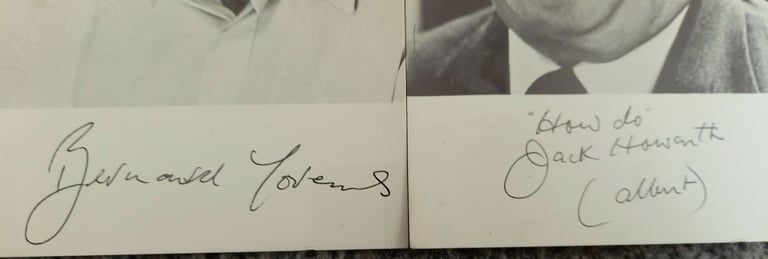 Bernard Youens
"How do"
Jack Howarth
(albert)